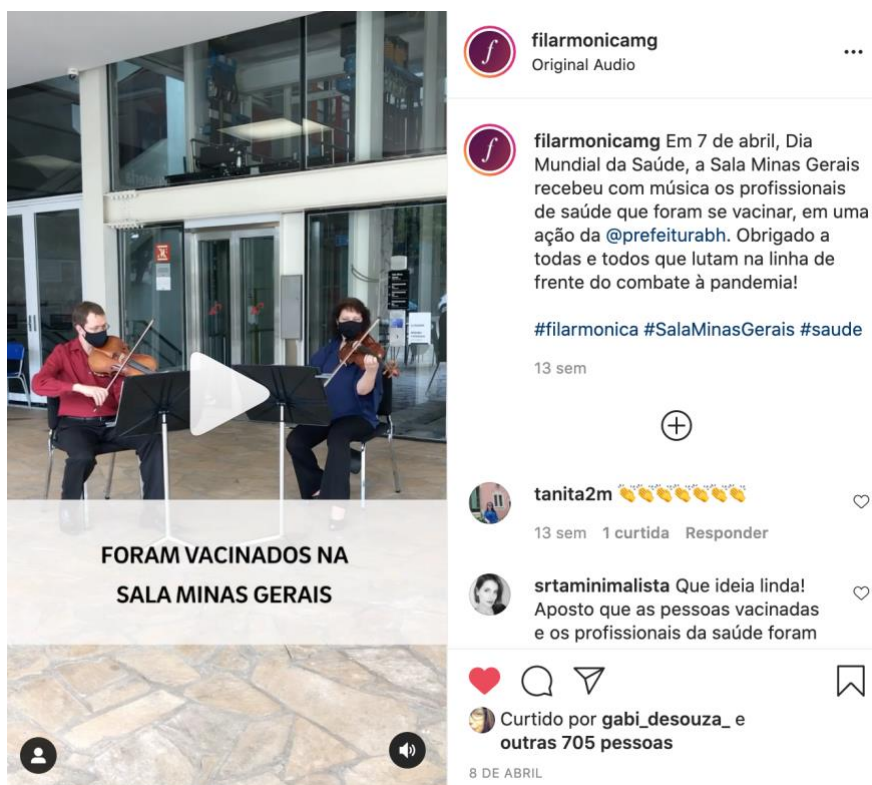 FORAM VACINADOS NA
SALA MINAS GERAIS
filarmonicamg
Original Audio
filarmonicamg Em 7 de abril, Dia
Mundial da Saúde, a Sala Minas Gerais
recebeu com música os profissionais
de saúde que foram se vacinar, em uma
ação da @prefeiturabh. Obrigado a
todas e todos que lutam na linha de
frente do combate à pandemia!
#filarmonica #SalaMinasGerais #saude
13 sem
tanita2m 👏👏👏👏👏👏👏
13 sem 1 curtida Responder
srtaminimalista Que ideia linda!
Aposto que as pessoas vacinadas
e os profissionais da saúde foram
Curtido por gabi_desouza_ e
outras 705 pessoas
8 DE ABRIL